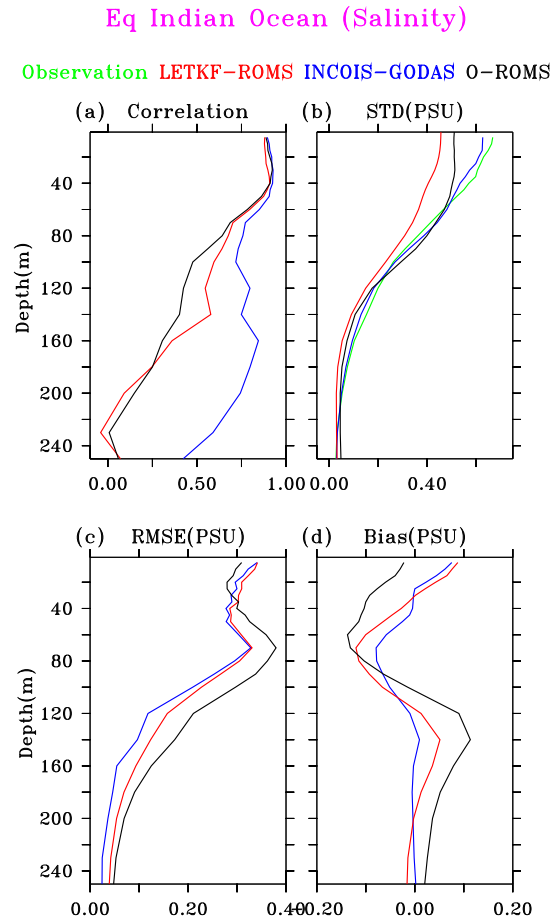 Eq Indian Ocean (Salinity)
Observation LETKF-ROMS INCOIS-GODAS O-ROMS
(a) Correlation (b) STD(PSU)
40
80
120
160
200
240
Depth(m)
0.00 0.50 1.00 0.00 0.40
(c) RMSE(PSU) (d) Bias(PSU)
40
80
120
160
200
240
Depth(m)
0.00 0.20 0.40 -0.20 0.00 0.20